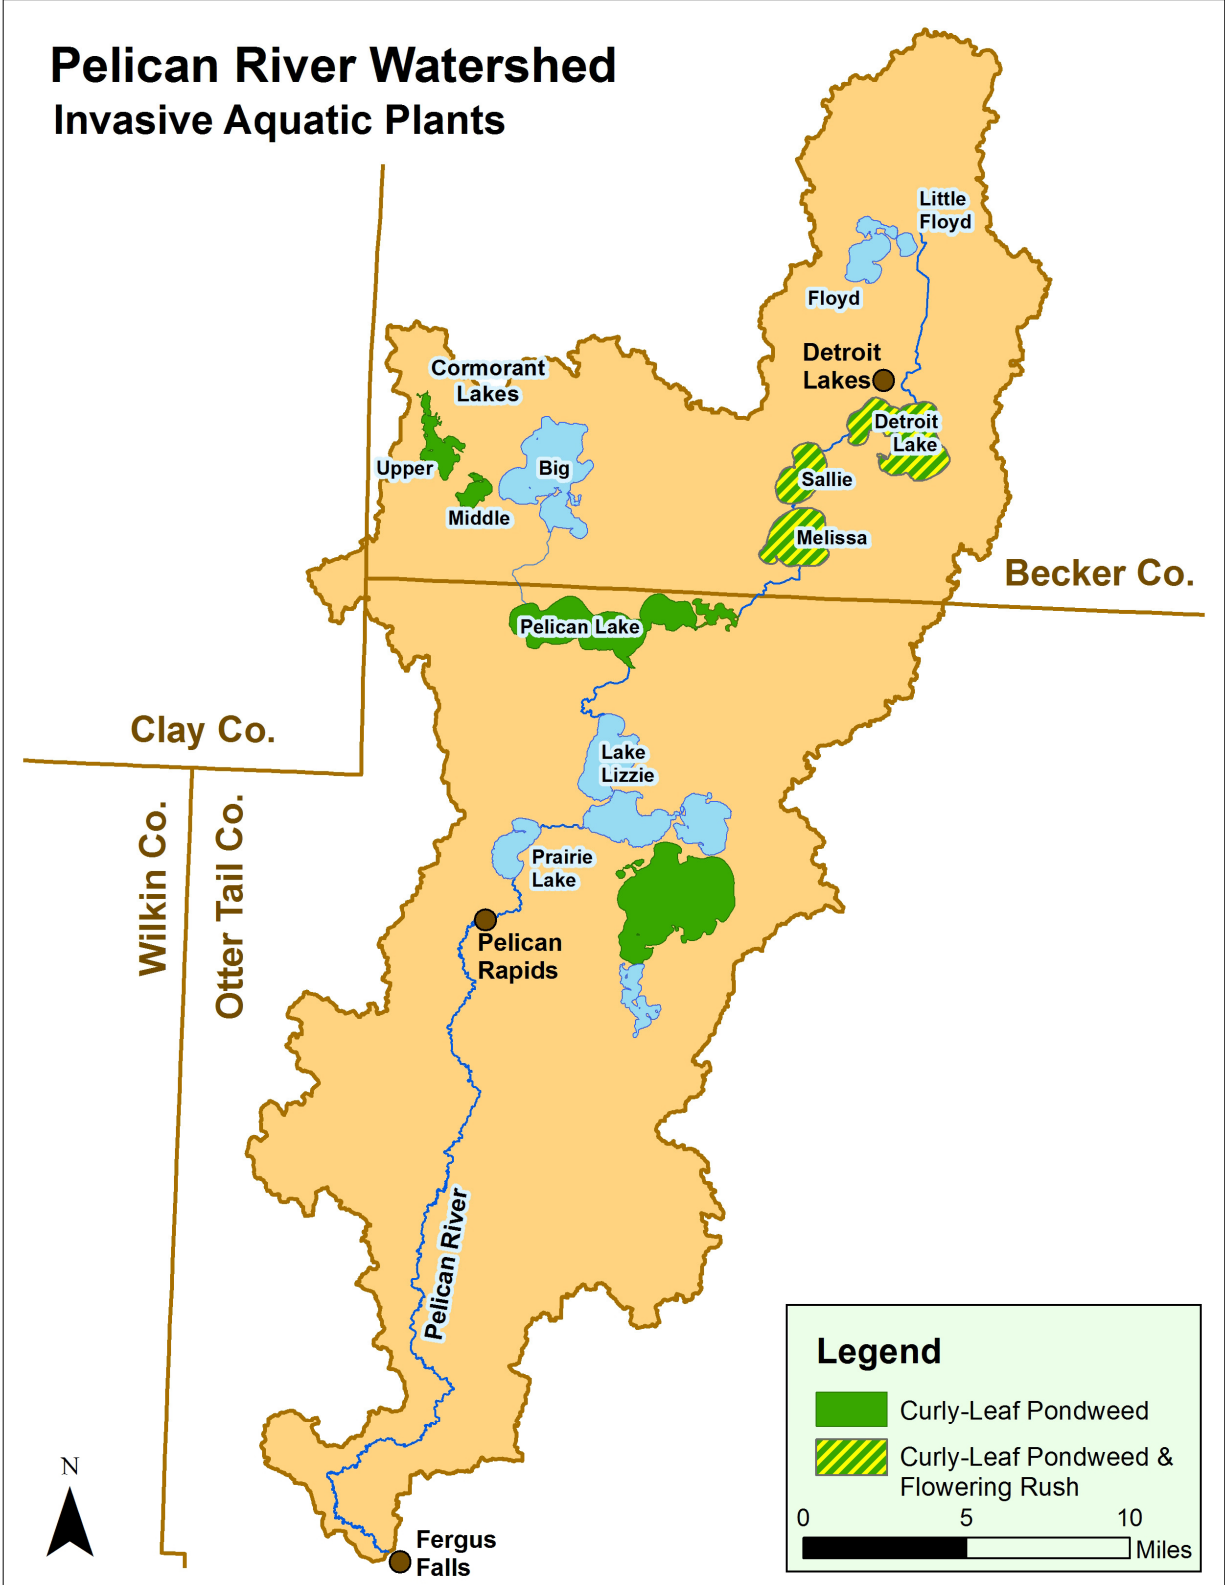 Pelican River Watershed
Invasive Aquatic Plants
Little
Floyd
Floyd
Detroit
Lakes
Cormorant
Lakes
Detroit
Lake
Upper
Big
Sallie
Middle
Melissa
Becker Co.
Pelican Lake
Clay Co.
Lake
Lizzie
Wilkin Co.
Otter Tail Co.
Prairie
Lake
Pelican
Rapids
Pelican River
Legend
Curly-Leaf Pondweed
Curly-Leaf Pondweed &
Flowering Rush
0 5 10
Miles
N
Fergus
Falls